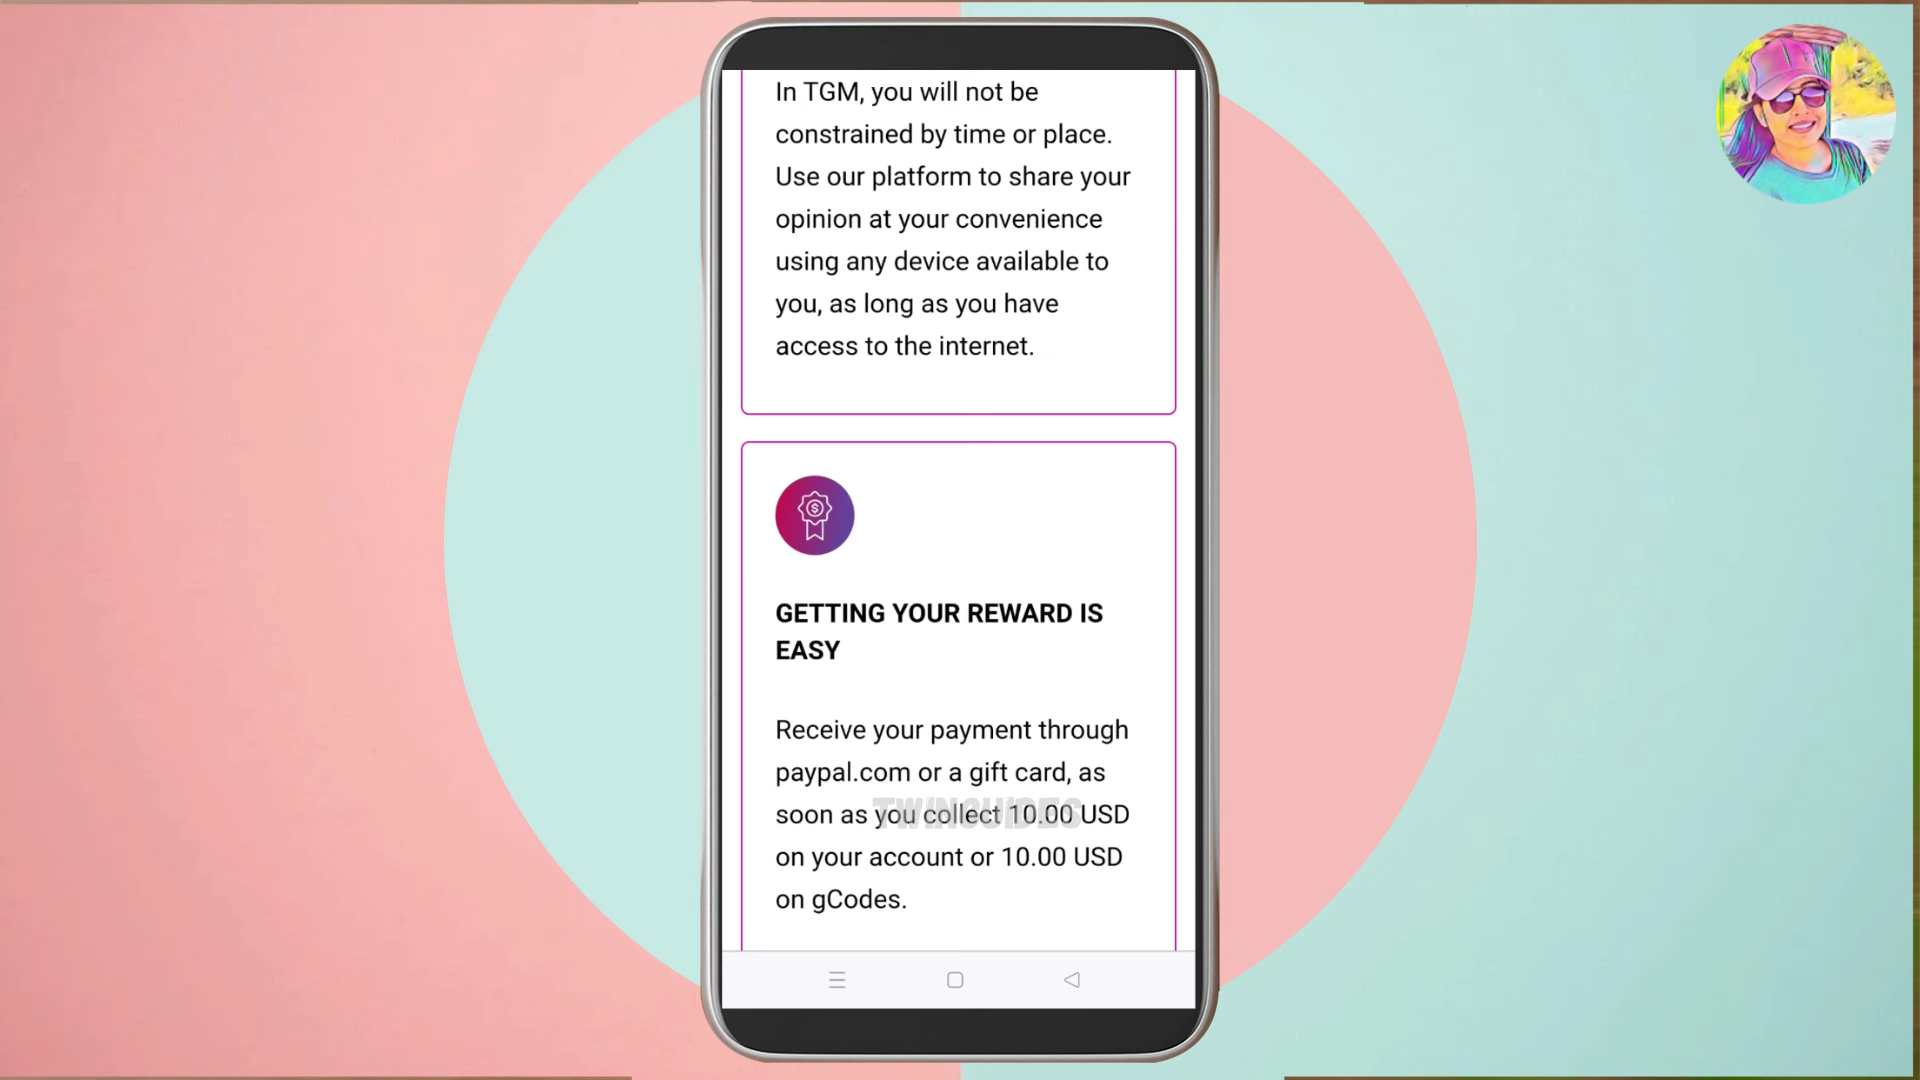 In TGM, you will not be
constrained by time or place.
Use our platform to share your
opinion at your convenience
using any device available to
you, as long as you have
access to the internet.
$
GETTING YOUR REWARD IS
EASY
Receive your payment through
paypal.com or a gift card, as
soon as you collect 10.00 USD
TWINGUIDES
on your account or 10.00 USD
on gCodes.